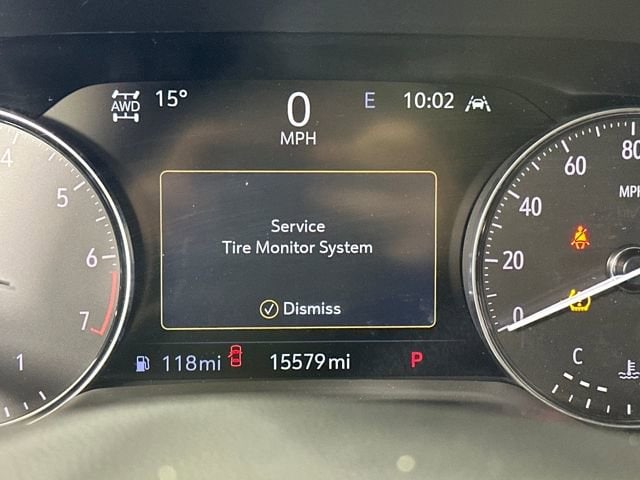 AWD 15° 0 E 10:02
MPH
Service
Tire Monitor System
Dismiss
118mi 15579mi P
4
5
6
7
1
80
60
40
20
0
MPH
C